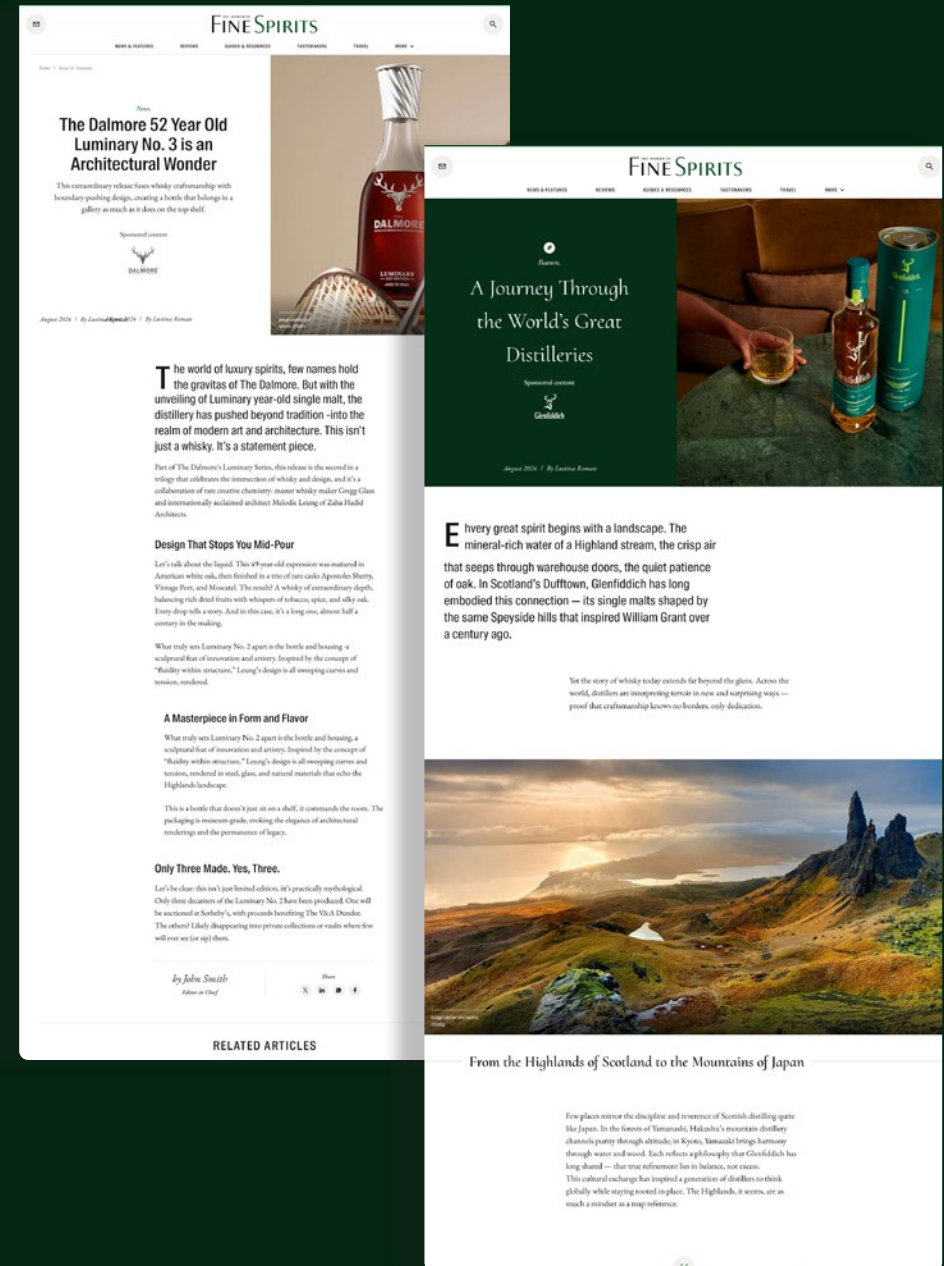 THE WORLD OF
FINE SPIRITS
NEWS & FEATURES
REVIEWS
GUIDES & RESOURCES
TASTEMAKERS
TRAVEL
MORE
Home
News & Features
News.
The Dalmore 52 Year Old
Luminary No. 3 is an
Architectural Wonder
This extraordinary release fuses whisky craftsmanship with
boundary-pushing design, creating a bottle that belongs in a
gallery as much as it does on the top shelf.
Sponsored content
THE
DALMORE
August 2024 / By Lustina 2024 / By Lustina Roman
THE
DALMORE
LUMINARY
The world of luxury spirits, few names hold
the gravitas of The Dalmore. But with the
unveiling of Luminary year-old single malt, the
distillery has pushed beyond tradition -into the
realm of modern art and architecture. This isn't
just a whisky. It's a statement piece.
Part of The Dalmore's Luminary Series, this release is the second in a
trilogy that celebrates the intersection of whisky and design, and it's a
collaboration of rare creative chemistry: master whisky maker Gregg Glass
and internationally acclaimed architect Melodie Leung of Zaha Hadid
Architects.
Design That Stops You Mid-Pour
Let's talk about the liquid. This 49-year-old expression was matured in
American white oak, then finished in a trio of rare casks Apostoles Sherry,
Vintage Port, and Moscatel. The result? A whisky of extraordinary depth,
balancing rich dried fruits with whispers of tobacco, spice, and silky oak.
Every drop tells a story. And in this case, it's a long one, almost half a
century in the making.
What truly sets Luminary No. 2 apart is the bottle and housing -a
sculptural feat of innovation and artistry. Inspired by the concept of
"fluidity within structure," Leung's design is all sweeping curves and
tension, rendered.
A Masterpiece in Form and Flavor
What truly sets Luminary No. 2 apart is the bottle and housing, a
sculptural feat of innovation and artistry. Inspired by the concept of
"fluidity within structure," Leung's design is all sweeping curves and
tension, rendered in steel, glass, and natural materials that echo the
Highlands landscape.
This is a bottle that doesn't just sit on a shelf, it commands the room. The
packaging is museum-grade, evoking the elegance of architectural
renderings and the permanence of legacy.
Only Three Made. Yes, Three.
Let's be clear: this isn't just limited edition, iit's practically mythological.
Only three decanters of the Luminary No. 2 have been produced. One will
be auctioned at Sotheby's, with proceeds benefiting The V&A Dundee.
The others? Likely disappearing into private collections or vaults where few
will ever see (or sip) them.
by John Smith
Editor in Chief
Share
RELATED ARTICLES
THE WORLD OF
FINE SPIRITS
NEWS & FEATURES
REVIEWS
GUIDES & RESOURCES
TASTEMAKERS
TRAVEL
MORE
Feature.
A Journey Through
the World's Great
Distilleries
Sponsored content
Glenfiddich
August 2024 / By Lustina Roman
Glenfiddich
Glenfiddich
Ehvery great spirit begins with a landscape. The
mineral-rich water of a Highland stream, the crisp air
that seeps through warehouse doors, the quiet patience
of oak. In Scotland's Dufftown, Glenfiddich has long
embodied this connection — its single malts shaped by
the same Speyside hills that inspired William Grant over
a century ago.
Yet the story of whisky today extends far beyond the glens. Across the
world, distillers are interpreting terroir in new and surprising ways —
proof that craftsmanship knows no borders, only dedication.
From the Highlands of Scotland to the Mountains of Japan
Few places mirror the discipline and reverence of Scottish distilling quite
like Japan. In the forests of Yamanashi, Hakushu's mountain distillery
channels purity through altitude; in Kyoto, Yamazaki brings harmony
through water and wood. Each reflects a philosophy that Glenfiddich has
long shared — that true refinement lies in balance, not excess.
This cultural exchange has inspired a generation of distillers to think
globally while staying rooted in place. The Highlands, it seems, are as
much a mindset as a map reference.